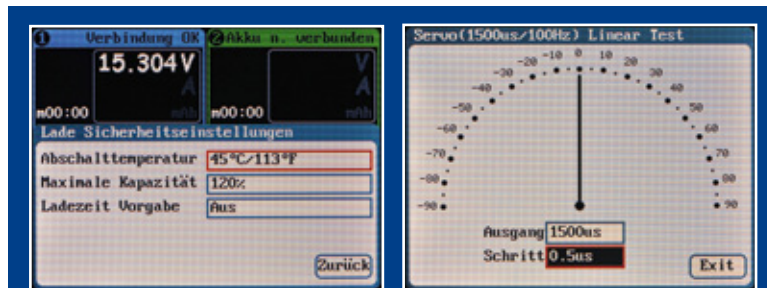 1 Verbindung OK 2 Akku n. verbunden
15.304V V
A A
m00:00 mAh m00:00 mAh
Lade Sicherheitseinstellungen
Abschalttemperatur 45°C/113°F
Maximale Kapazität 120%
Ladezeit Vorgabe Aus
Zurück
Servo(1500us/100Hz) Linear Test
-90 -80 -70 -60 -50 -40 -30 -20 -10 0 10 20 30 40 50 60 70 80 90
Ausgang 1500us
Schritt 0.5us
Exit